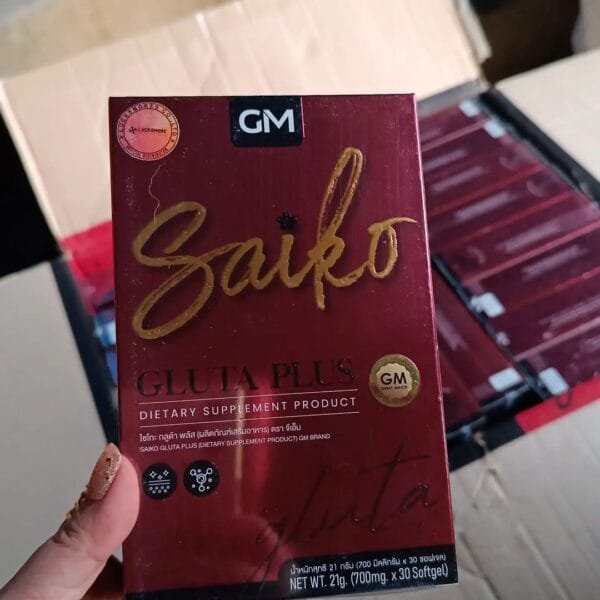 GM
LUCKSMORE
Saiko
GLUTA PLUS
GM
DIETARY SUPPLEMENT PRODUCT
ไซโกะ กลูต้า พลัส (ผลิตภัณฑ์เสริมอาหาร) ตรา จีเอ็ม
SAIKO GLUTA PLUS (DIETARY SUPPLEMENT PRODUCT) GM BRAND
gluta
น้ำหนักสุทธิ 21 กรัม (700 มิลลิกรัม x 30 ซอฟเจล)
NET WT. 21g. (700mg. x 30 Softgel)